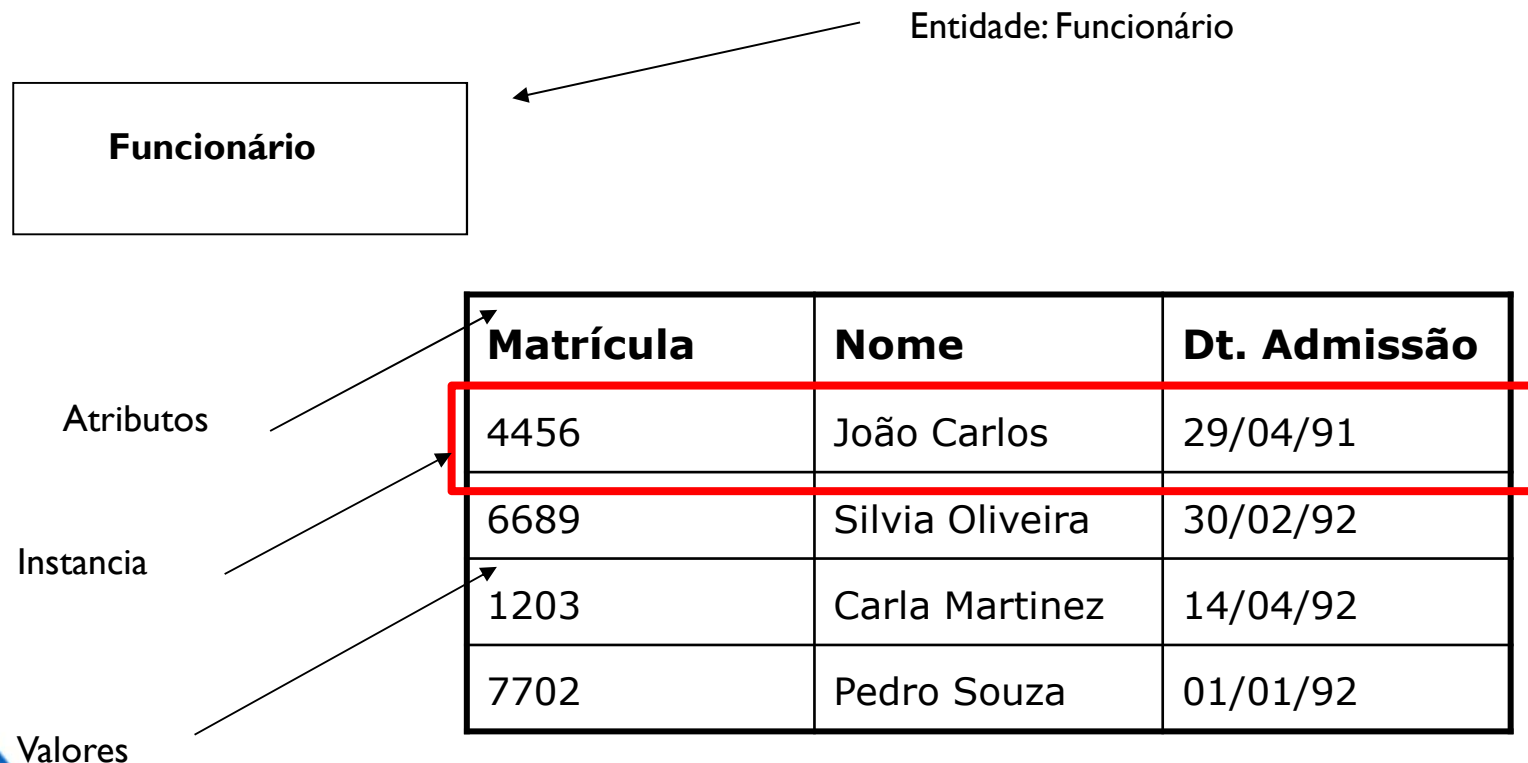 Entidade: Funcionário
Funcionário
Matrícula Nome Dt. Admissão
Atributos
4456 João Carlos 29/04/91
6689 Silvia Oliveira 30/02/92
Instancia
1203 Carla Martinez 14/04/92
7702 Pedro Souza 01/01/92
Valores